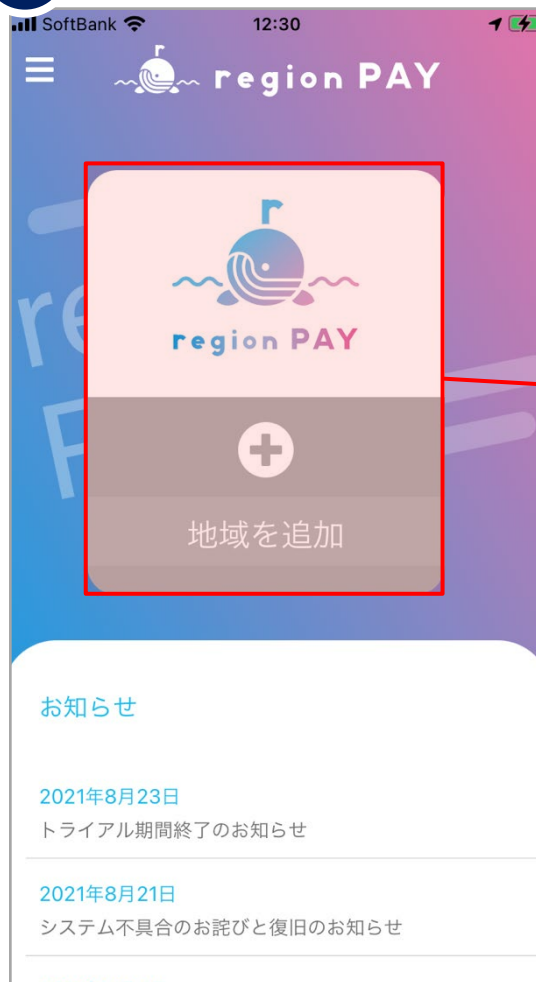 SoftBank 12:30
region PAY
region PAY
地域を追加
お知らせ
2021年8月23日
トライアル期間終了のお知らせ
2021年8月21日
システム不具合のお詫びと復旧のお知らせ